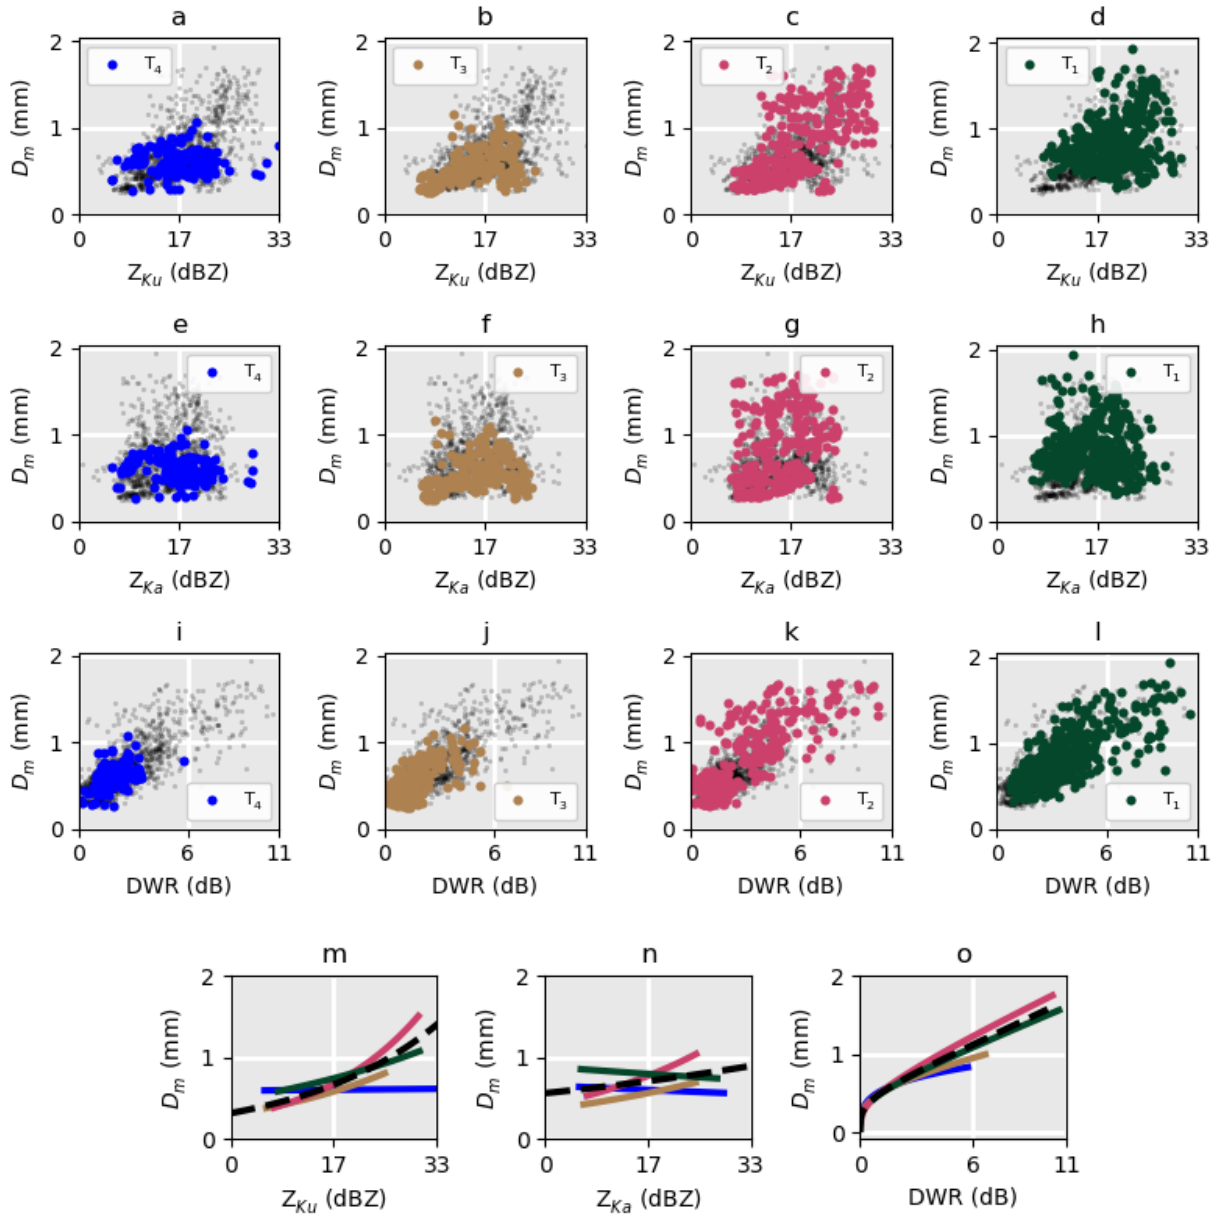 a b c d
2 T4 2 T3 2 T2 2 T1
Dm (mm) Dm (mm) Dm (mm) Dm (mm)
1 1 1 1
0 0 0 0
0 17 33 0 17 33 0 17 33 0 17 33
ZKu (dBZ) ZKu (dBZ) ZKu (dBZ) ZKu (dBZ)
e f g h
2 T4 2 T3 2 T2 2 T1
Dm (mm) Dm (mm) Dm (mm) Dm (mm)
1 1 1 1
0 0 0 0
0 17 33 0 17 33 0 17 33 0 17 33
ZKa (dBZ) ZKa (dBZ) ZKa (dBZ) ZKa (dBZ)
i j k l
2 2 2 2
Dm (mm) Dm (mm) Dm (mm) Dm (mm)
1 1 1 1
T4 T3 T2 T1
0 0 0 0
0 6 11 0 6 11 0 6 11 0 6 11
DWR (dB) DWR (dB) DWR (dB) DWR (dB)
m n o
2 2 2
Dm (mm) Dm (mm) Dm (mm)
1 1 1
0 0 0
0 17 33 0 17 33 0 6 11
ZKu (dBZ) ZKa (dBZ) DWR (dB)